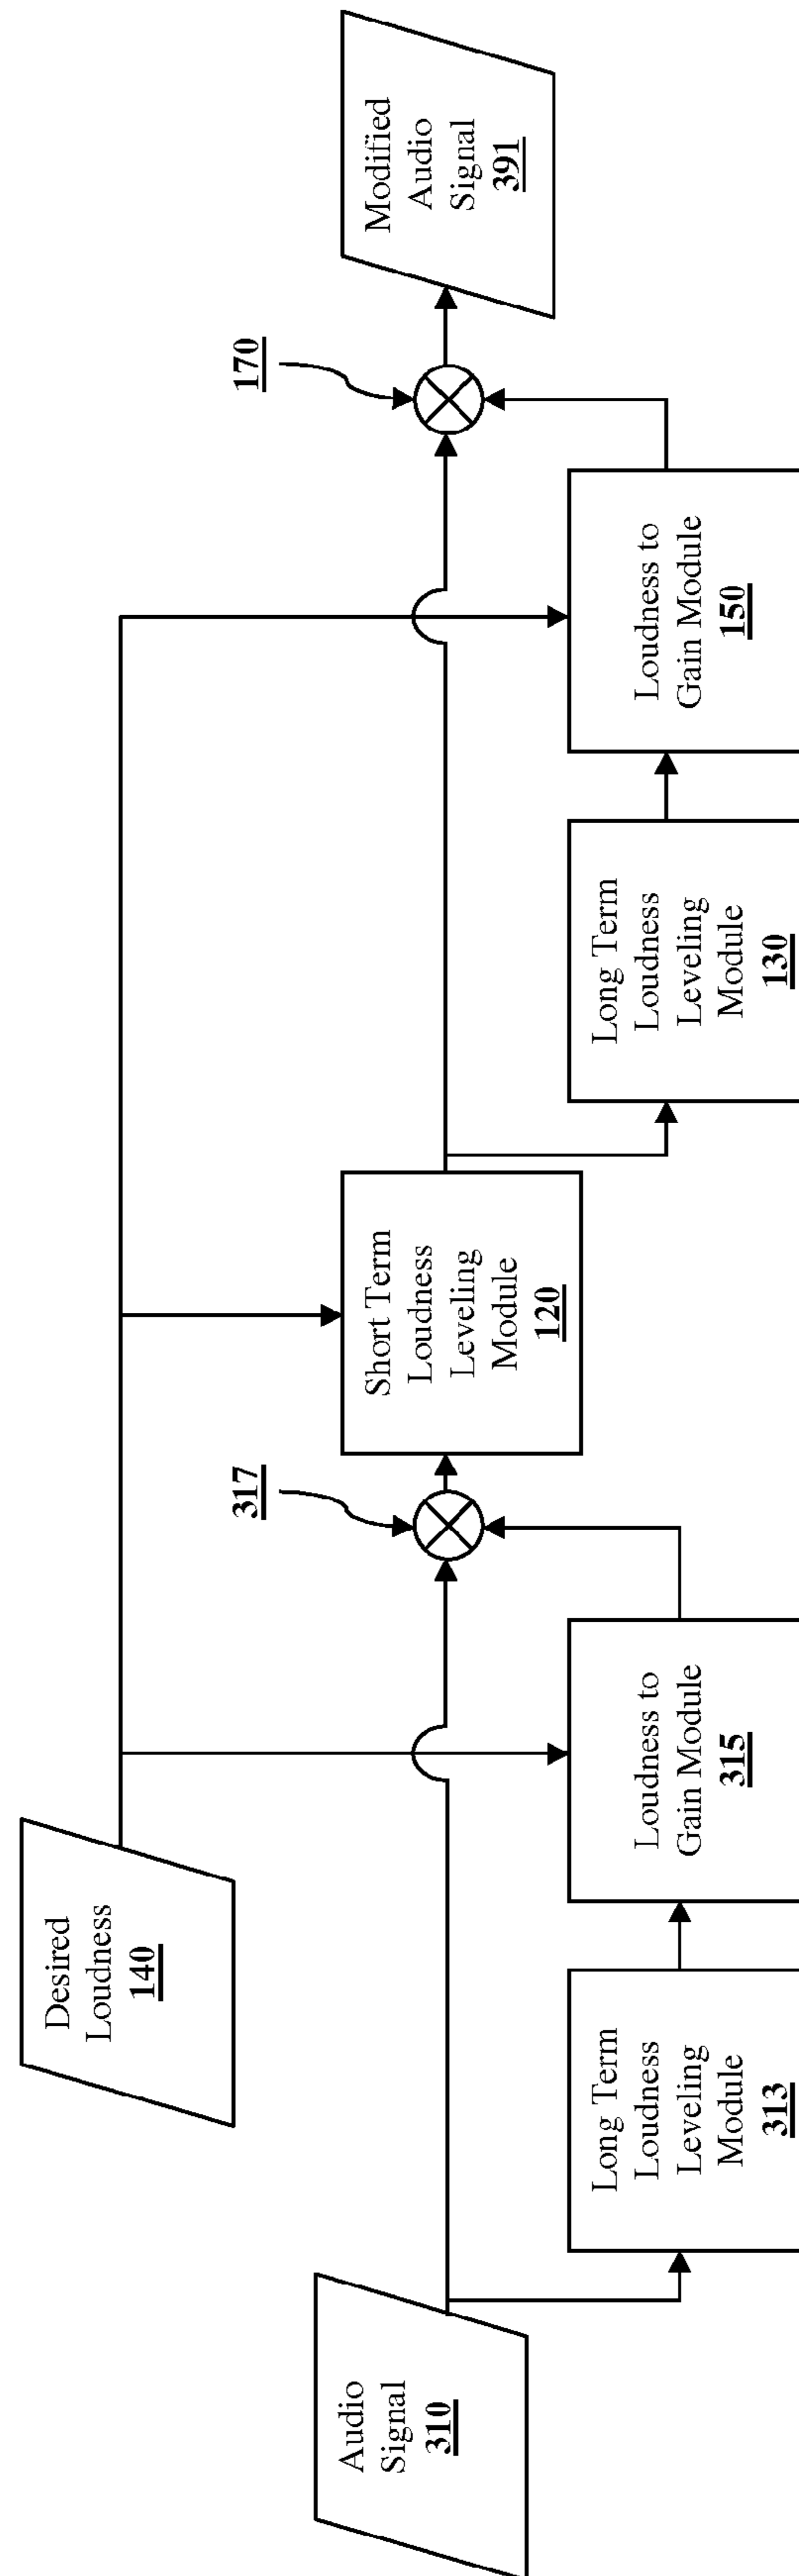 Desired
Loudness
140
Audio
Signal
310
Long Term
Loudness
Leveling
Module
313
Loudness to
Gain Module
315
317
Short Term
Loudness
Leveling
Module
120
Long Term
Loudness
Leveling
Module
130
Loudness to
Gain Module
150
170
Modified
Audio
Signal
391